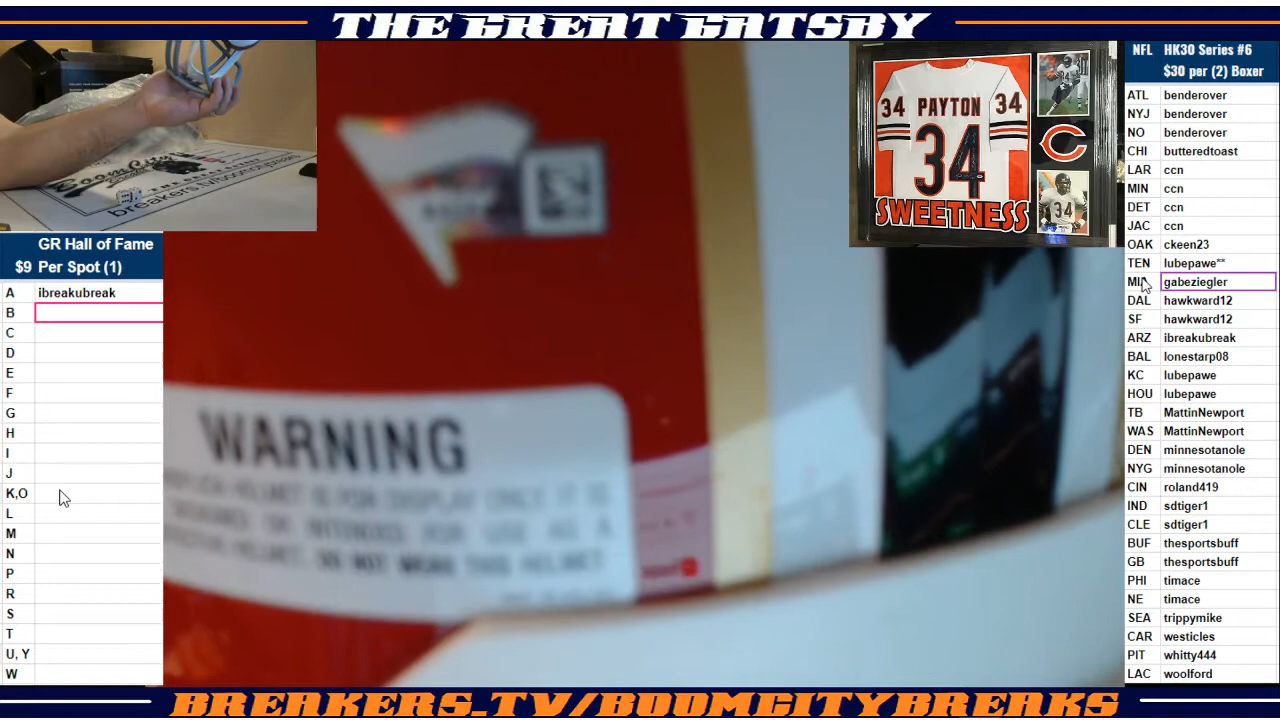 THE GREAT GATSBY
34 PAYTON 34
34
SWEETNESS
34
NFL HK30 Series #6
$30 per (2) Boxer
ATL benderover
NYJ benderover
NO benderover
CHI butteredtoast
LAR ccn
MIN ccn
DET ccn
JAC ccn
OAK ckeen23
TEN lubepawe**
gabeziegler
DAL hawkward12
SF hawkward12
ARZ ibreakubreak
BAL lonestarp08
KC lubepawe
HOU lubepawe
TB MattinNewport
WAS MattinNewport
DEN minnesotanole
NYG minnesotanole
CIN roland419
IND sdtiger1
CLE sdtiger1
BUF thesportsbuff
GB thesportsbuff
PHI timace
NE timace
SEA trippymike
CAR westicles
PIT whitty444
LAC woolford
GR Hall of Fame
$9 Per Spot (1)
A ibreakubreak
B
C
D
E
F
G
H
I
J
K,O
L
M
N
P
R
S
T
U, Y
W
WARNING
BREAKERS.TV/BOOMCITYBREAKS